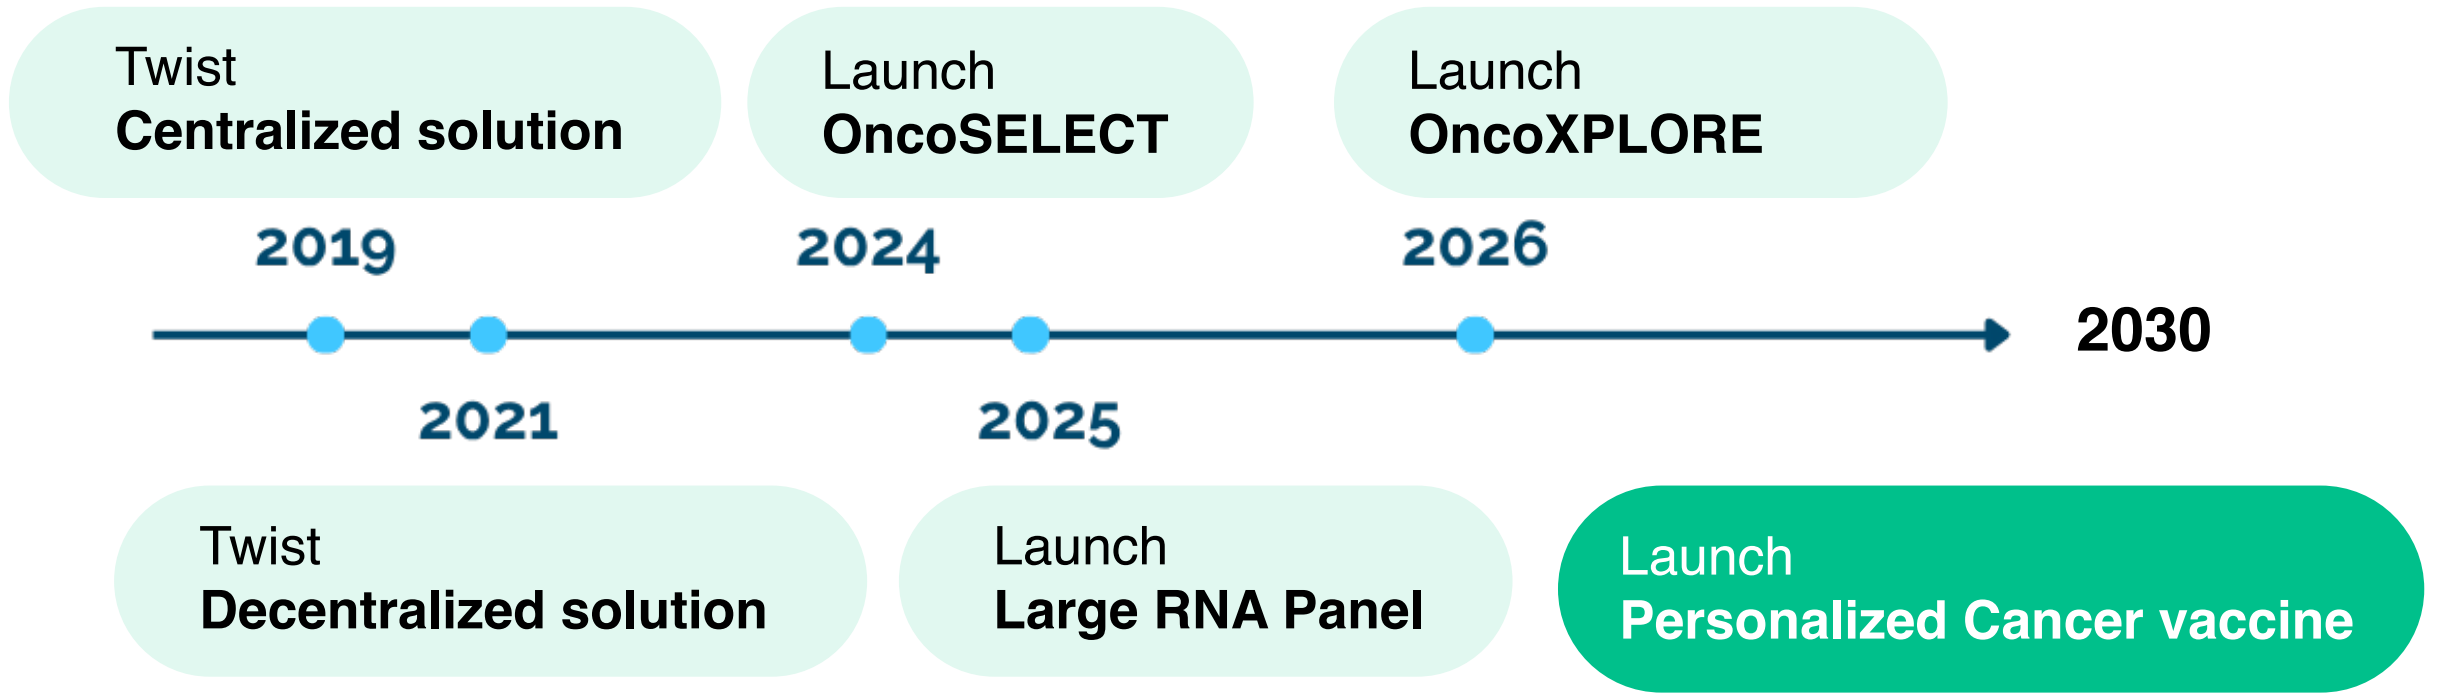 Twist
Centralized solution
Launch
OncoSELECT
Launch
OncoXPLORE
2019
2024
2026
2030
2021
2025
Twist
Decentralized solution
Launch
Large RNA Panel
Launch
Personalized Cancer vaccine